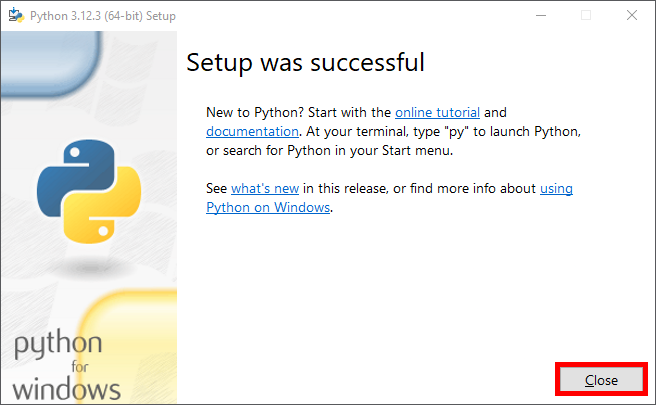 Python 3.12.3 (64-bit) Setup
Setup was successful
New to Python? Start with the online tutorial and
documentation. At your terminal, type "py" to launch Python,
or search for Python in your Start menu.
See what's new in this release, or find more info about using
Python on Windows.
python
for
windows
Close